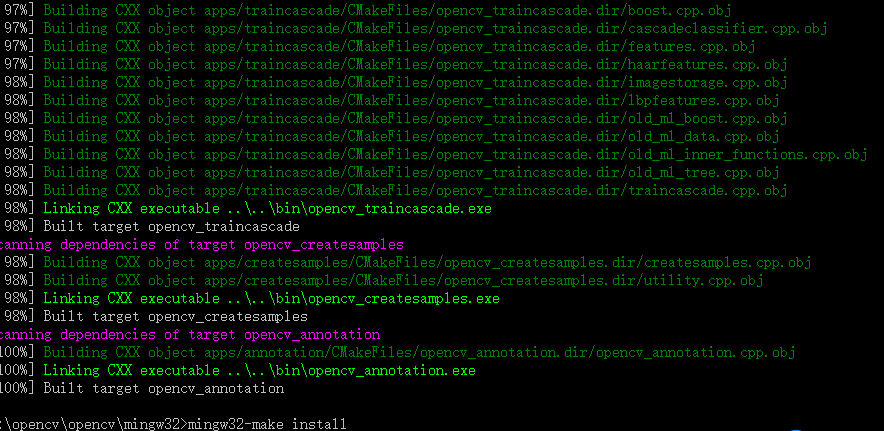 97%] Building CXX object apps/traincascade/CMakeFiles/opencv_traincascade.dir/boost.cpp.obj
97%] Building CXX object apps/traincascade/CMakeFiles/opencv_traincascade.dir/cascadeclassifier.cpp.obj
97%] Building CXX object apps/traincascade/CMakeFiles/opencv_traincascade.dir/features.cpp.obj
97%] Building CXX object apps/traincascade/CMakeFiles/opencv_traincascade.dir/haarfeatures.cpp.obj
98%] Building CXX object apps/traincascade/CMakeFiles/opencv_traincascade.dir/imagestorage.cpp.obj
98%] Building CXX object apps/traincascade/CMakeFiles/opencv_traincascade.dir/lbpfeatures.cpp.obj
98%] Building CXX object apps/traincascade/CMakeFiles/opencv_traincascade.dir/old_ml_boost.cpp.obj
98%] Building CXX object apps/traincascade/CMakeFiles/opencv_traincascade.dir/old_ml_data.cpp.obj
98%] Building CXX object apps/traincascade/CMakeFiles/opencv_traincascade.dir/old_ml_inner_functions.cpp.obj
98%] Building CXX object apps/traincascade/CMakeFiles/opencv_traincascade.dir/old_ml_tree.cpp.obj
98%] Building CXX object apps/traincascade/CMakeFiles/opencv_traincascade.dir/traincascade.cpp.obj
98%] Linking CXX executable ..\..\bin\opencv_traincascade.exe
98%] Built target opencv_traincascade
canning dependencies of target opencv_createsamples
98%] Building CXX object apps/createsamples/CMakeFiles/opencv_createsamples.dir/createsamples.cpp.obj
98%] Building CXX object apps/createsamples/CMakeFiles/opencv_createsamples.dir/utility.cpp.obj
98%] Linking CXX executable ..\..\bin\opencv_createsamples.exe
98%] Built target opencv_createsamples
canning dependencies of target opencv_annotation
100%] Building CXX object apps/annotation/CMakeFiles/opencv_annotation.dir/opencv_annotation.cpp.obj
100%] Linking CXX executable ..\..\bin\opencv_annotation.exe
100%] Built target opencv_annotation
:\opencv\opencv\mingw32>mingw32-make install